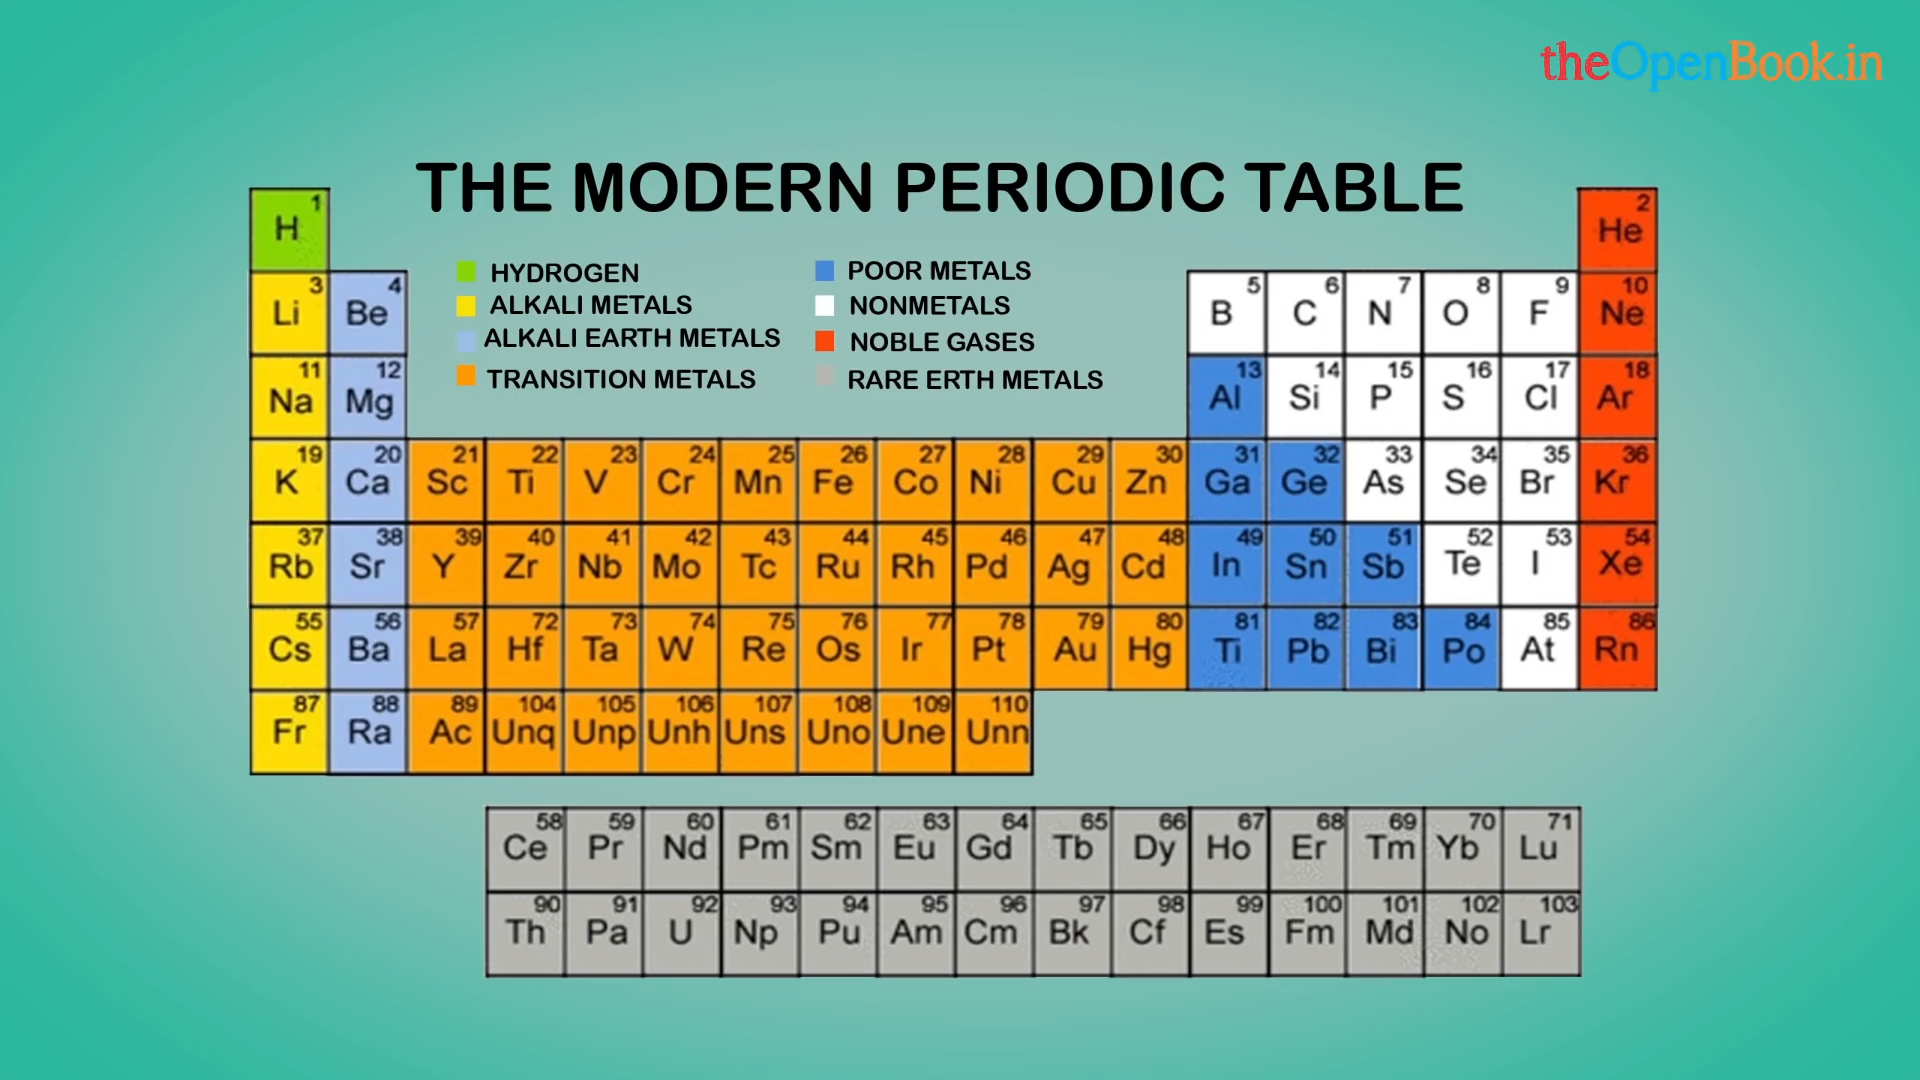 theOpenBook.in
THE MODERN PERIODIC TABLE
HYDROGEN
ALKALI METALS
ALKALI EARTH METALS
TRANSITION METALS
POOR METALS
NONMETALS
NOBLE GASES
RARE ERTH METALS
1 H 2 He
3 Li 4 Be 5 B 6 C 7 N 8 O 9 F 10 Ne
11 Na 12 Mg 13 Al 14 Si 15 P 16 S 17 Cl 18 Ar
19 K 20 Ca 21 Sc 22 Ti 23 V 24 Cr 25 Mn 26 Fe 27 Co 28 Ni 29 Cu 30 Zn 31 Ga 32 Ge 33 As 34 Se 35 Br 36 Kr
37 Rb 38 Sr 39 Y 40 Zr 41 Nb 42 Mo 43 Tc 44 Ru 45 Rh 46 Pd 47 Ag 48 Cd 49 In 50 Sn 51 Sb 52 Te 53 I 54 Xe
55 Cs 56 Ba 57 La 72 Hf 73 Ta 74 W 75 Re 76 Os 77 Ir 78 Pt 79 Au 80 Hg 81 Ti 82 Pb 83 Bi 84 Po 85 At 86 Rn
87 Fr 88 Ra 89 Ac 104 Unq 105 Unp 106 Unh 107 Uns 108 Uno 109 Une 110 Unn
58 Ce 59 Pr 60 Nd 61 Pm 62 Sm 63 Eu 64 Gd 65 Tb 66 Dy 67 Ho 68 Er 69 Tm 70 Yb 71 Lu
90 Th 91 Pa 92 U 93 Np 94 Pu 95 Am 96 Cm 97 Bk 98 Cf 99 Es 100 Fm 101 Md 102 No 103 Lr